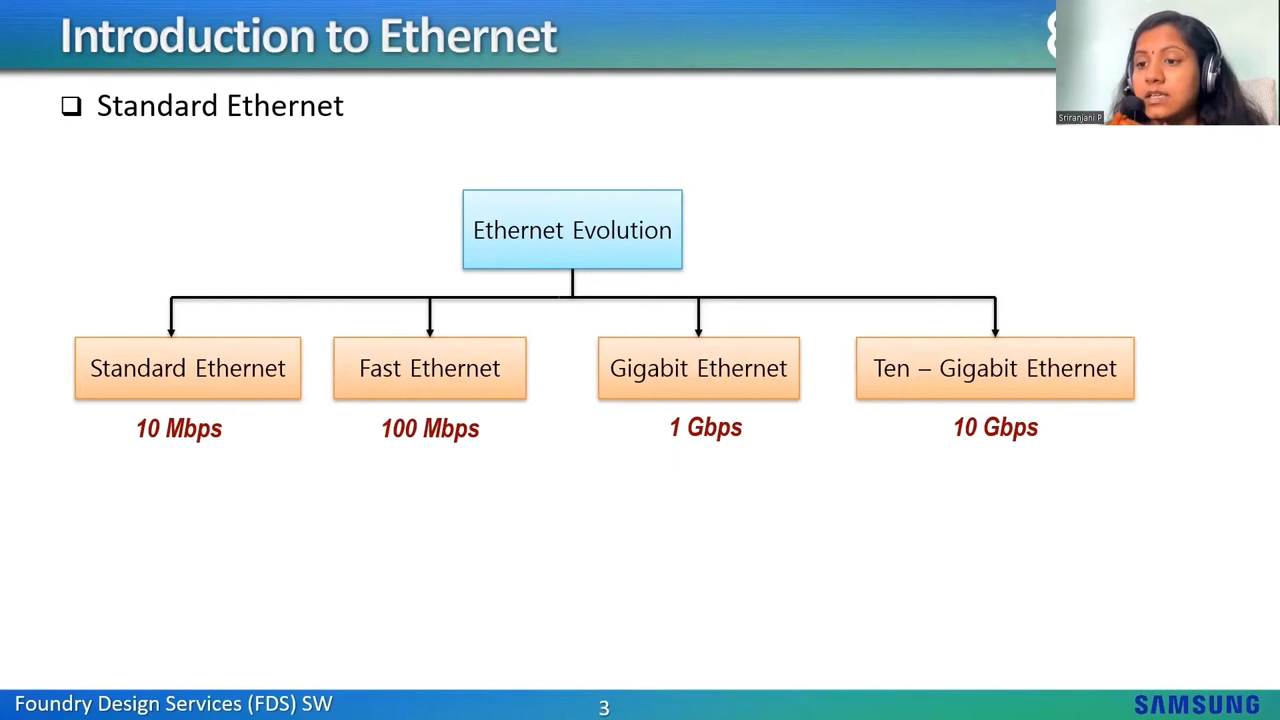 Introduction to Ethernet
Sriranjani P
Standard Ethernet
Ethernet Evolution
Standard Ethernet
Fast Ethernet
Gigabit Ethernet
Ten – Gigabit Ethernet
10 Mbps
100 Mbps
1 Gbps
10 Gbps
Foundry Design Services (FDS) SW
3
SAMSUNG